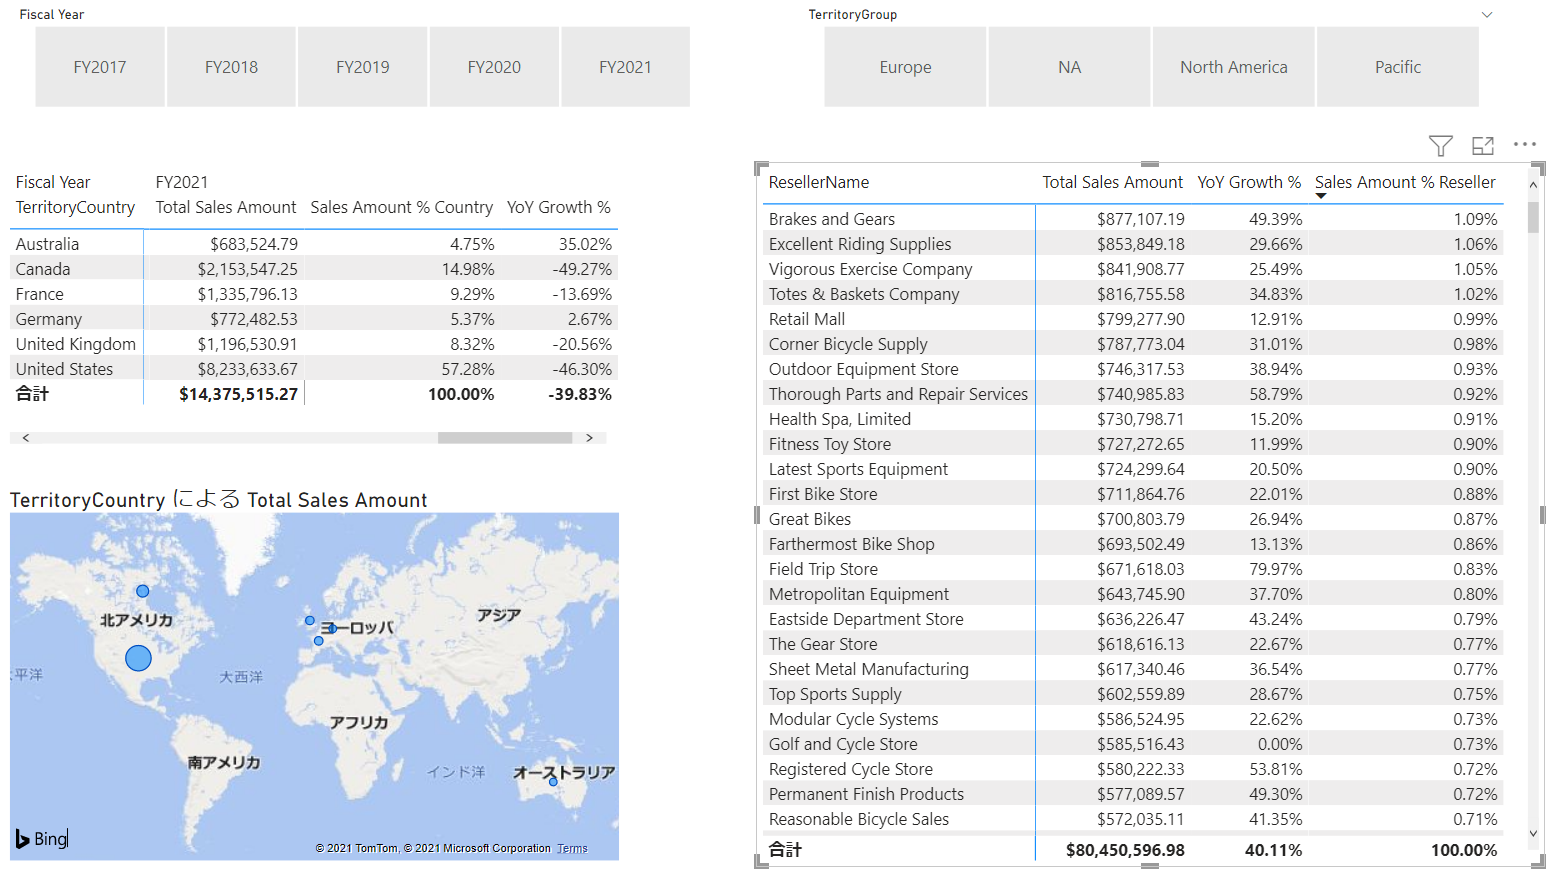 Fiscal Year
FY2017 FY2018 FY2019 FY2020 FY2021
TerritoryGroup
Europe NA North America Pacific
Fiscal Year FY2021
TerritoryCountry Total Sales Amount Sales Amount % Country YoY Growth %
Australia $683,524.79 4.75% 35.02%
Canada $2,153,547.25 14.98% -49.27%
France $1,335,796.13 9.29% -13.69%
Germany $772,482.53 5.37% 2.67%
United Kingdom $1,196,530.91 8.32% -20.56%
United States $8,233,633.67 57.28% -46.30%
合計 $14,375,515.27 100.00% -39.83%
TerritoryCountry による Total Sales Amount
北アメリカ
ヨーロッパ
アジア
平洋
大西洋
アフリカ
南アメリカ
インド洋
オーストラリア
Bing
© 2021 TomTom, © 2021 Microsoft Corporation Terms
ResellerName Total Sales Amount YoY Growth % Sales Amount % Reseller
Brakes and Gears $877,107.19 49.39% 1.09%
Excellent Riding Supplies $853,849.18 29.66% 1.06%
Vigorous Exercise Company $841,908.77 25.49% 1.05%
Totes & Baskets Company $816,755.58 34.83% 1.02%
Retail Mall $799,277.90 12.91% 0.99%
Corner Bicycle Supply $787,773.04 31.01% 0.98%
Outdoor Equipment Store $746,317.53 38.94% 0.93%
Thorough Parts and Repair Services $740,985.83 58.79% 0.92%
Health Spa, Limited $730,798.71 15.20% 0.91%
Fitness Toy Store $727,272.65 11.99% 0.90%
Latest Sports Equipment $724,299.64 20.50% 0.90%
First Bike Store $711,864.76 22.01% 0.88%
Great Bikes $700,803.79 26.94% 0.87%
Farthermost Bike Shop $693,502.49 13.13% 0.86%
Field Trip Store $671,618.03 79.97% 0.83%
Metropolitan Equipment $643,745.90 37.70% 0.80%
Eastside Department Store $636,226.47 43.24% 0.79%
The Gear Store $618,616.13 22.67% 0.77%
Sheet Metal Manufacturing $617,340.46 36.54% 0.77%
Top Sports Supply $602,559.89 28.67% 0.75%
Modular Cycle Systems $586,524.95 22.62% 0.73%
Golf and Cycle Store $585,516.43 0.00% 0.73%
Registered Cycle Store $580,222.33 53.81% 0.72%
Permanent Finish Products $577,089.57 49.30% 0.72%
Reasonable Bicycle Sales $572,035.11 41.35% 0.71%
合計 $80,450,596.98 40.11% 100.00%